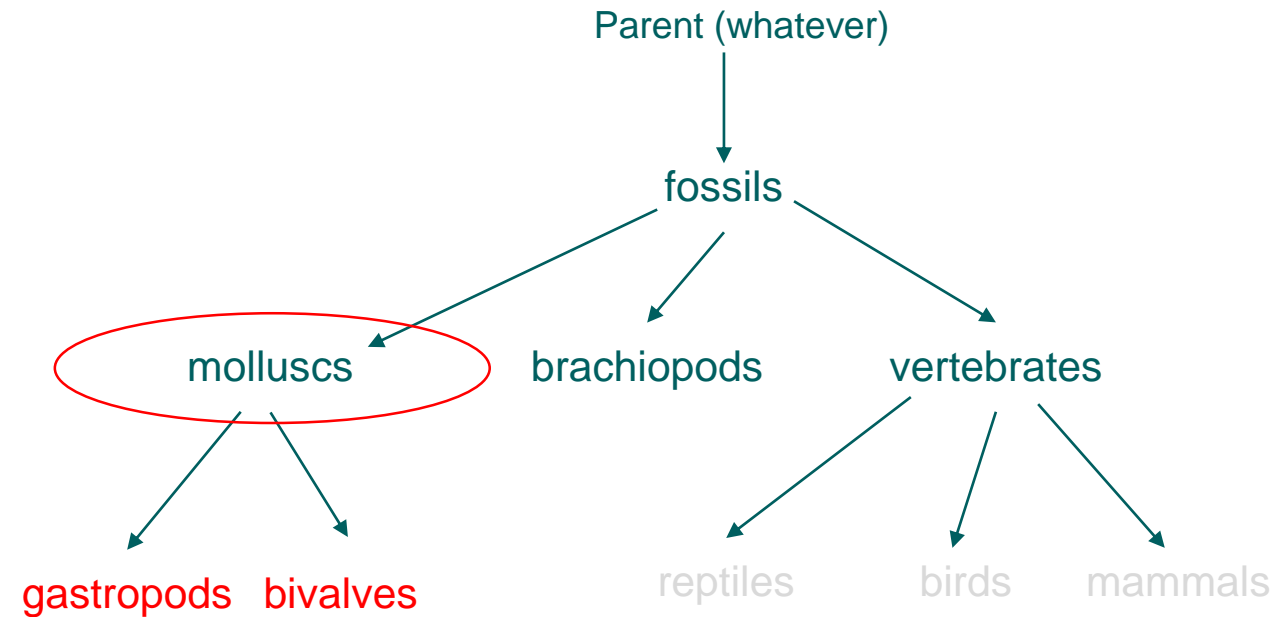 Parent (whatever)
fossils
molluscs brachiopods vertebrates
gastropods bivalves reptiles birds mammals